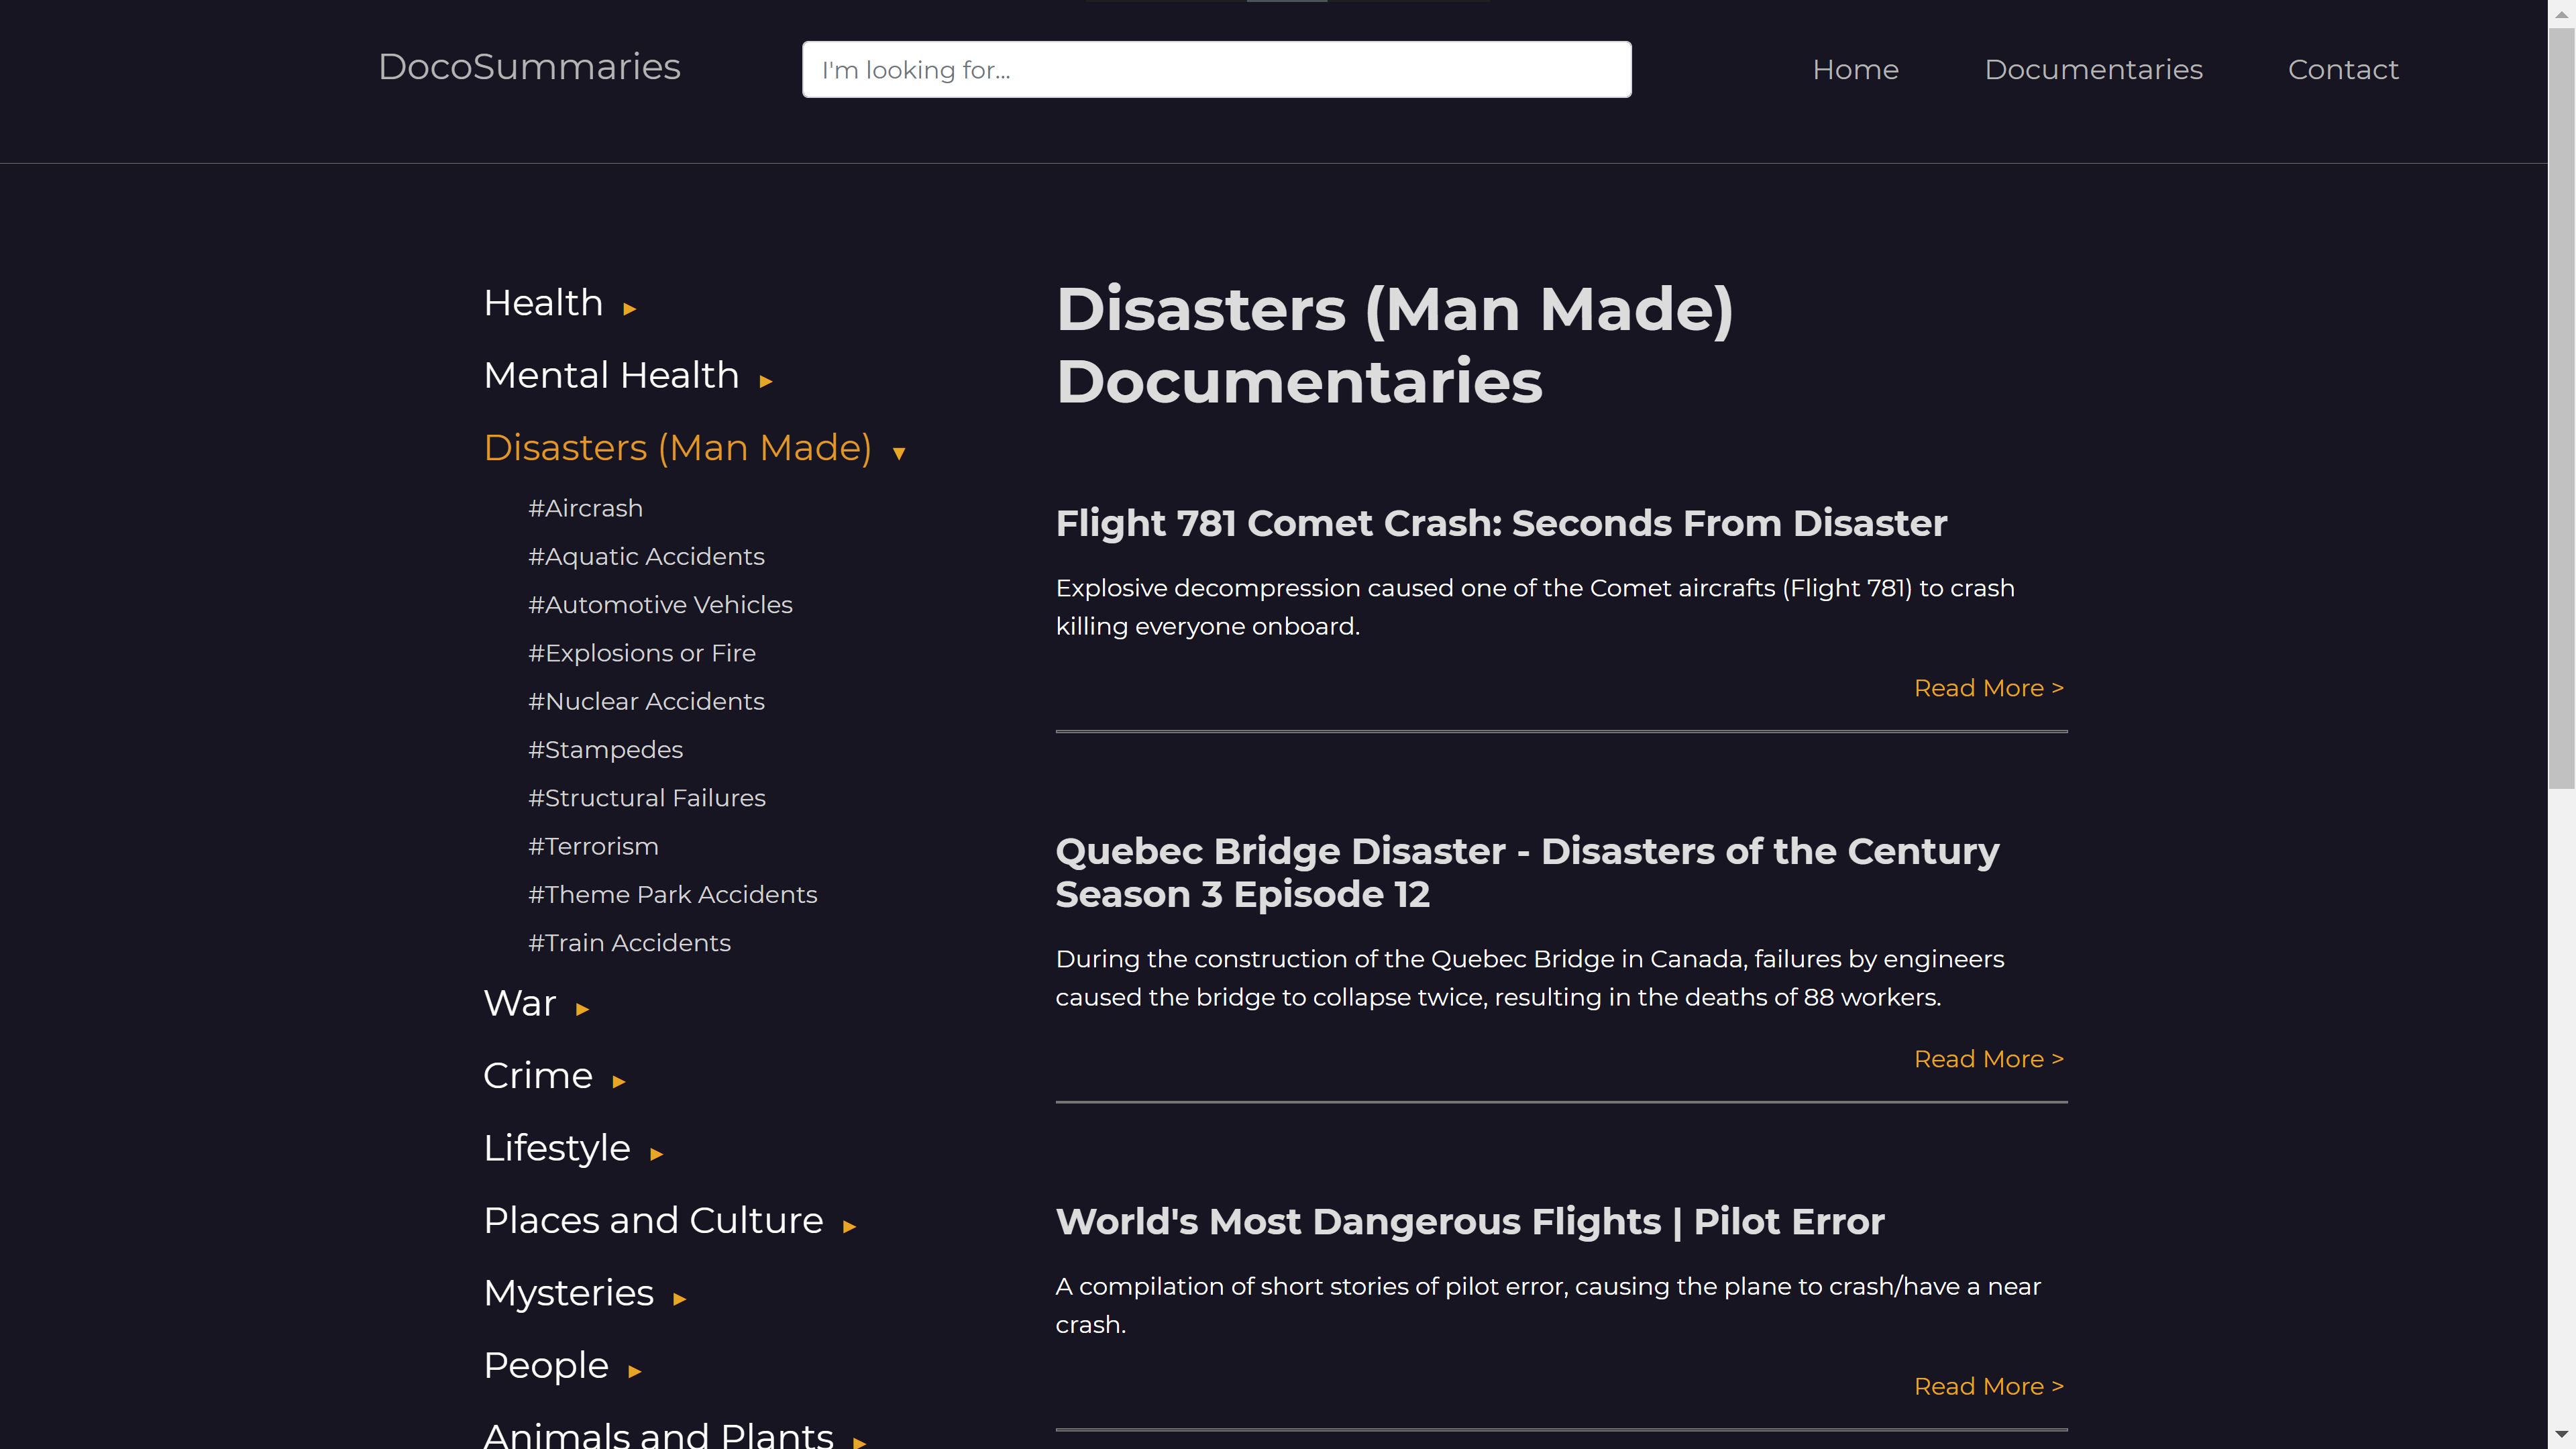 DocoSummaries
I'm looking for...
Home
Documentaries
Contact
Health ►
Mental Health ►
Disasters (Man Made) ▼
#Aircrash
#Aquatic Accidents
#Automotive Vehicles
#Explosions or Fire
#Nuclear Accidents
#Stampedes
#Structural Failures
#Terrorism
#Theme Park Accidents
#Train Accidents
War ►
Crime ►
Lifestyle ►
Places and Culture ►
Mysteries ►
People ►
Animals and Plants ►
Disasters (Man Made)
Documentaries
Flight 781 Comet Crash: Seconds From Disaster
Explosive decompression caused one of the Comet aircrafts (Flight 781) to crash
killing everyone onboard.
Read More >
Quebec Bridge Disaster - Disasters of the Century
Season 3 Episode 12
During the construction of the Quebec Bridge in Canada, failures by engineers
caused the bridge to collapse twice, resulting in the deaths of 88 workers.
Read More >
World's Most Dangerous Flights | Pilot Error
A compilation of short stories of pilot error, causing the plane to crash/have a near
crash.
Read More >